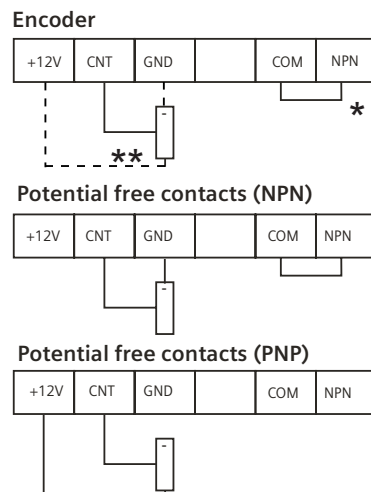 Encoder
+12V CNT GND COM NPN
-
*
**
Potential free contacts (NPN)
+12V CNT GND COM NPN
-
Potential free contacts (PNP)
+12V CNT GND COM NPN
-